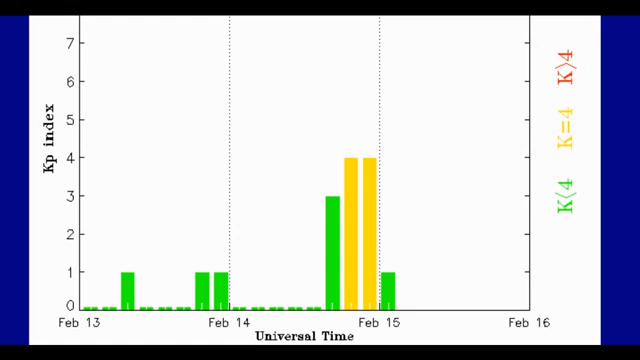 7
6
5
4
3
2
1
0
Kp index
Feb 13
Feb 14
Feb 15
Feb 16
Universal Time
K<4
K=4
K>4